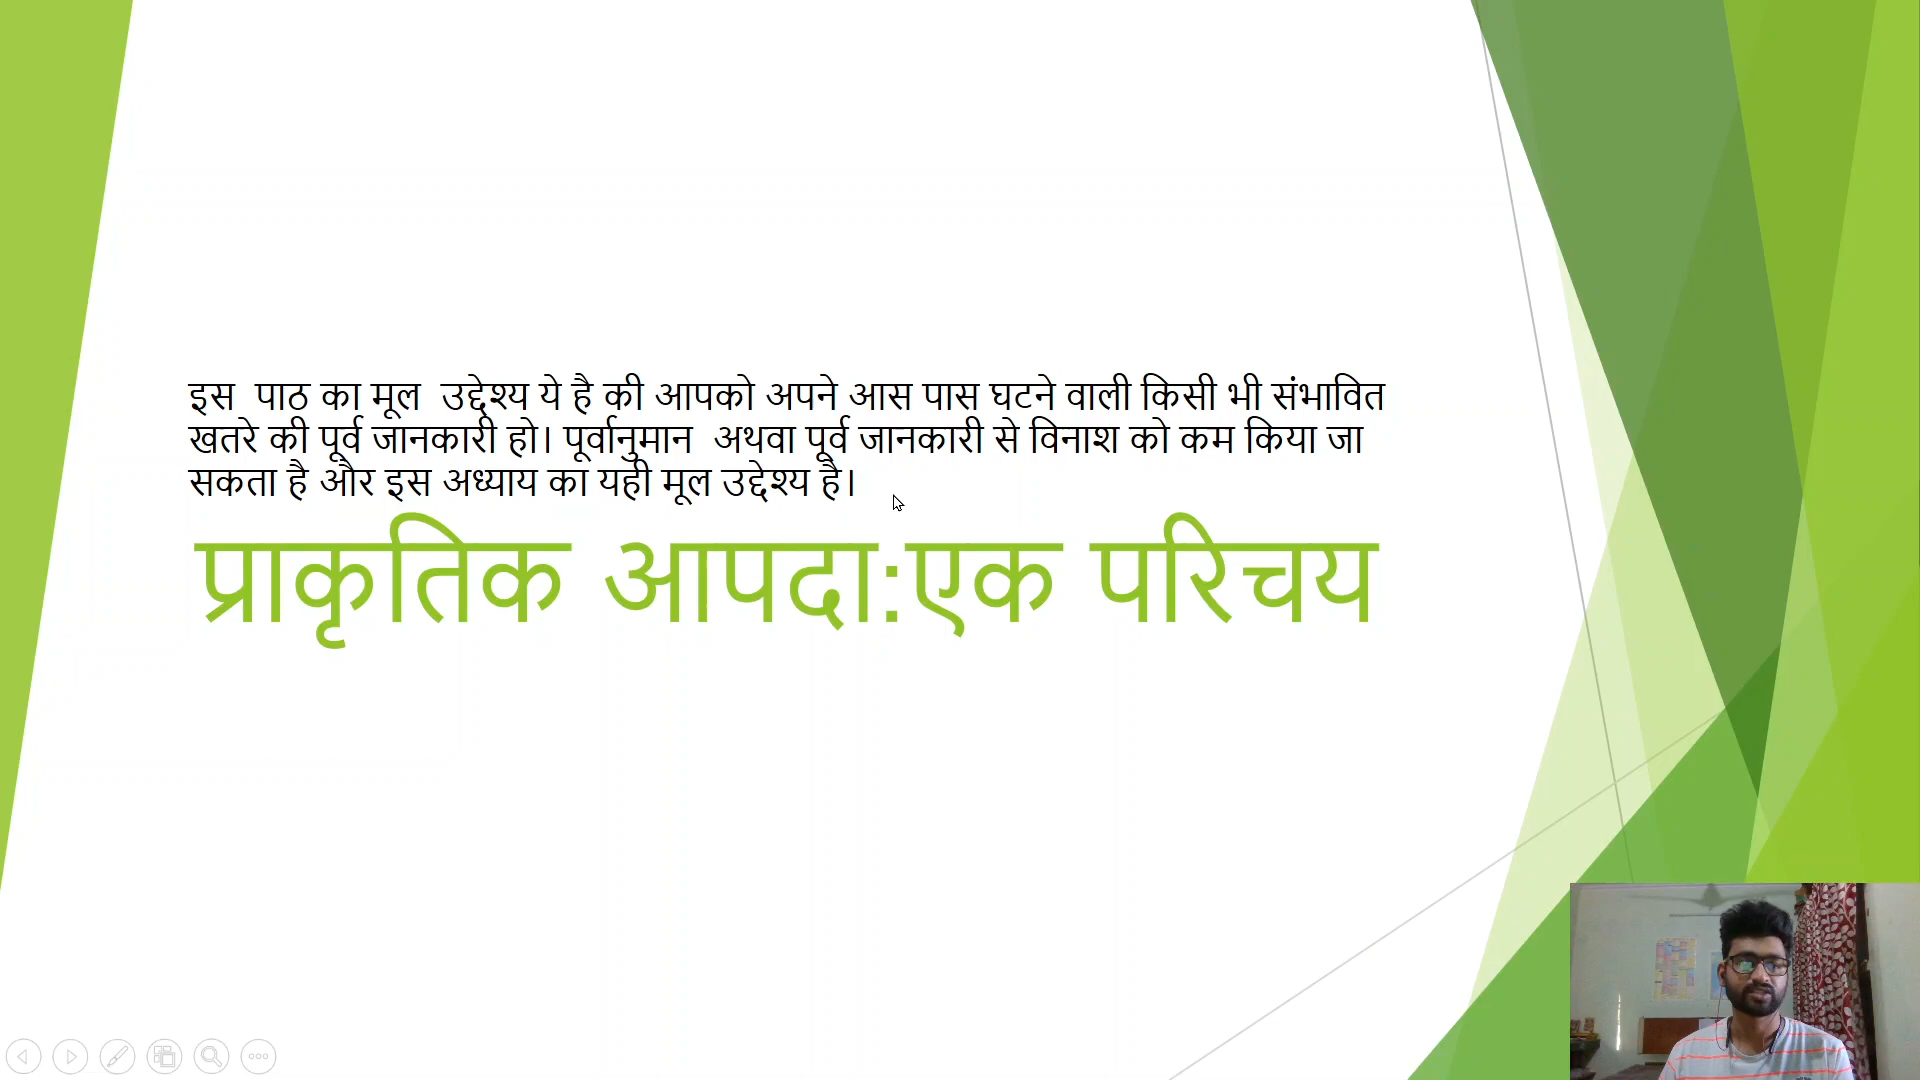 इस पाठ का मूल उद्देश्य ये है की आपको अपने आस पास घटने वाली किसी भी संभावित
खतरे की पूर्व जानकारी हो। पूर्वानुमान अथवा पूर्व जानकारी से विनाश को कम किया जा
सकता है और इस अध्याय का यही मूल उद्देश्य है।
प्राकृतिक आपदा:एक परिचय